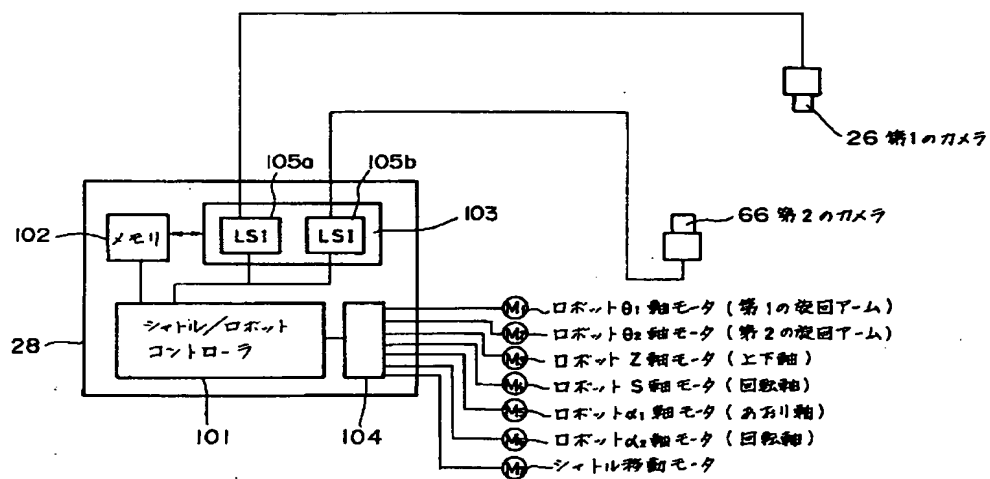 26 第1のカメラ
105a
105b
66 第2のカメラ
103
102
メモリ
LSI
LSI
M1 ロボットθ1軸モータ(第1の旋回アーム)
シャトル/ロボット
コントローラ
M2 ロボットθ2軸モータ(第2の旋回アーム)
28
M3 ロボットZ軸モータ(上下軸)
M4 ロボットS軸モータ(回転軸)
M5 ロボットα1軸モータ(あおり軸)
101
104
M6 ロボットα2軸モータ(回転軸)
M7 シャトル移動モータ